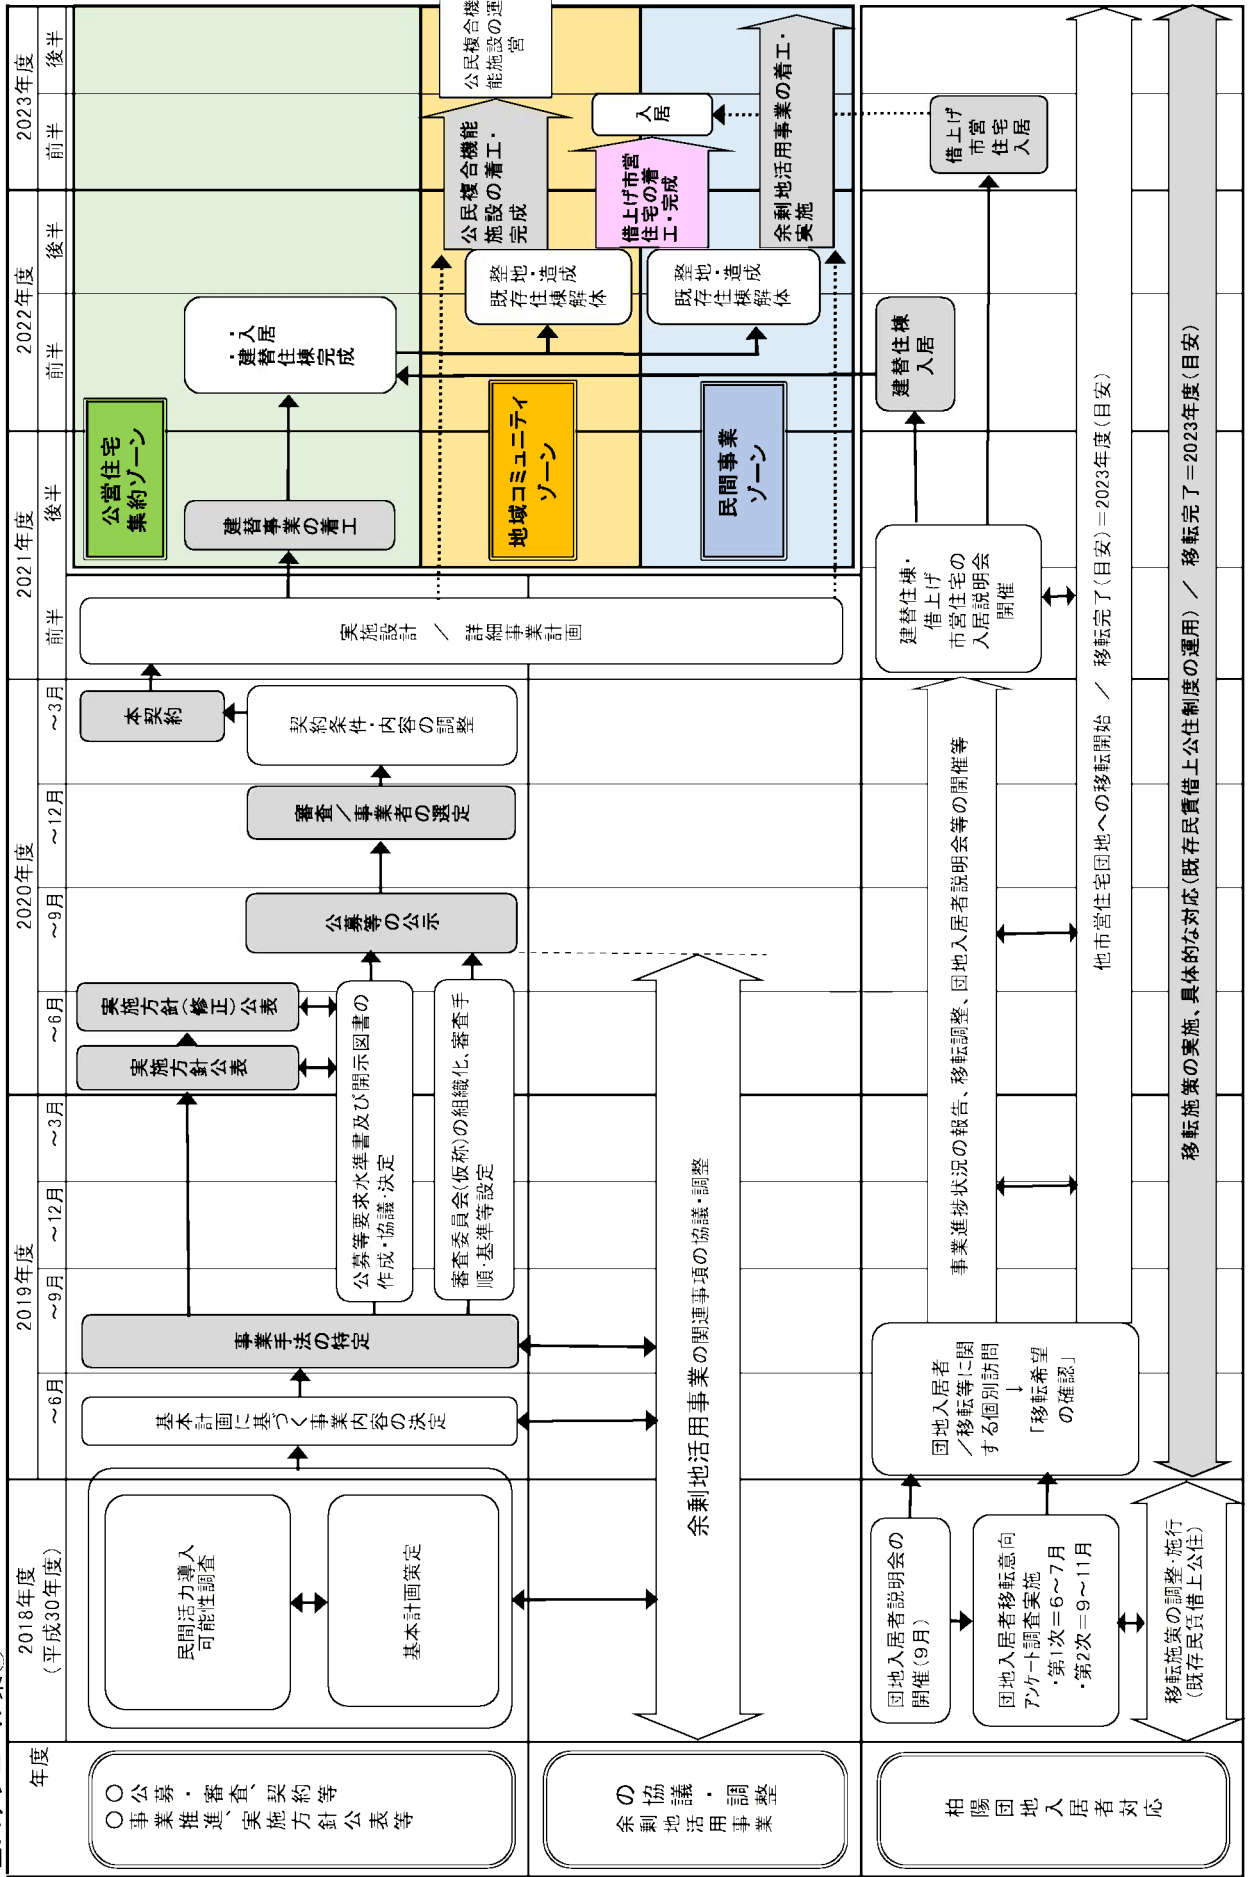 年度
2018年度
(平成30年度)
2019年度
～6月
～9月
～12月
～3月
2020年度
～6月
～9月
～12月
～3月
2021年度
前半
後半
2022年度
前半
後半
2023年度
前半
後半
〇公募・審査、契約等
〇事業推進、実施方針公表等
民間活力導入
可能性調査
基本計画策定
基本計画に基づく事業内容の決定
事業手法の特定
実施方針公表
実施方針(修正)公表
公募等要求水準書及び開示図書の
作成・協議・決定
審査委員会(仮称)の組織化、審査手
順・基準等設定
公募等の公示
審査／事業者の選定
契約条件・内容の調整
本契約
実施設計 ／ 詳細事業計画
公営住宅
集約ゾーン
建替事業の着工
・入居
・建替住棟完成
地域コミュニティ
ゾーン
整地・造成
既存住棟解体
公民複合機能
施設の着工・
完成
公民複合機
能施設の運
営
民間事業
ゾーン
整地・造成
既存住棟解体
借上げ市営
住宅の着
工・完成
入居
余剰地活用事業の着工・
実施
余剰地活用事業
の協議・調整
余剰地活用事業の関連事項の協議・調整
柏陽団地入居者
対応
団地入居者説明会の
開催(9月)
団地入居者移転意向
アンケート調査実施
・第1次＝6～7月
・第2次＝9～11月
移転施策の調整・施行
(既存民賃借上公住)
団地入居者
／移転等に関
する個別訪問
↓
「移転希望
の確認」
事業進捗状況の報告、移転調整、団地入居者説明会等の開催等
建替住棟・
借上げ
市営住宅の
入居説明会
開催
建替住棟
入居
借上げ
市営
住宅
入居
他市営住宅団地への移転開始 ／ 移転完了(目安)＝2023年度(目安)
移転施策の実施、具体的な対応(既存民賃借上公住制度の運用) ／ 移転完了＝2023年度(目安)